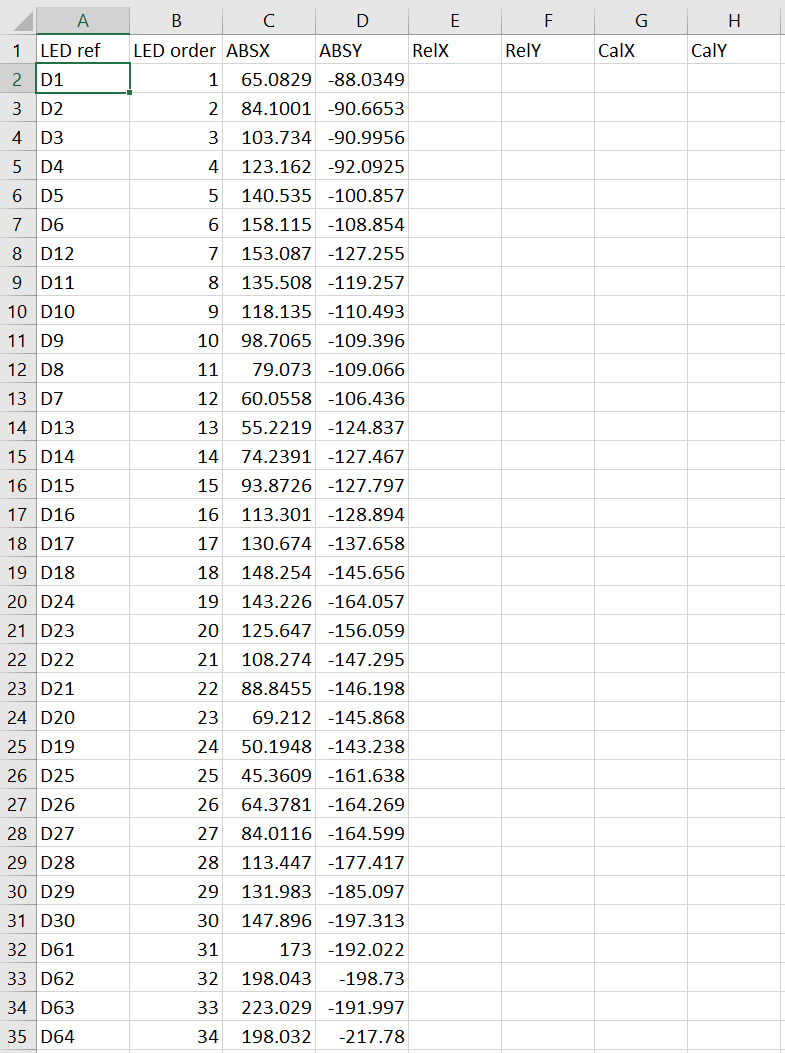 A B C D E F G H
1 LED ref LED order ABSX ABSY RelX RelY CalX CalY
2 D1 1 65.0829 -88.0349
3 D2 2 84.1001 -90.6653
4 D3 3 103.734 -90.9956
5 D4 4 123.162 -92.0925
6 D5 5 140.535 -100.857
7 D6 6 158.115 -108.854
8 D12 7 153.087 -127.255
9 D11 8 135.508 -119.257
10 D10 9 118.135 -110.493
11 D9 10 98.7065 -109.396
12 D8 11 79.073 -109.066
13 D7 12 60.0558 -106.436
14 D13 13 55.2219 -124.837
15 D14 14 74.2391 -127.467
16 D15 15 93.8726 -127.797
17 D16 16 113.301 -128.894
18 D17 17 130.674 -137.658
19 D18 18 148.254 -145.656
20 D24 19 143.226 -164.057
21 D23 20 125.647 -156.059
22 D22 21 108.274 -147.295
23 D21 22 88.8455 -146.198
24 D20 23 69.212 -145.868
25 D19 24 50.1948 -143.238
26 D25 25 45.3609 -161.638
27 D26 26 64.3781 -164.269
28 D27 27 84.0116 -164.599
29 D28 28 113.447 -177.417
30 D29 29 131.983 -185.097
31 D30 30 147.896 -197.313
32 D61 31 173 -192.022
33 D62 32 198.043 -198.73
34 D63 33 223.029 -191.997
35 D64 34 198.032 -217.78